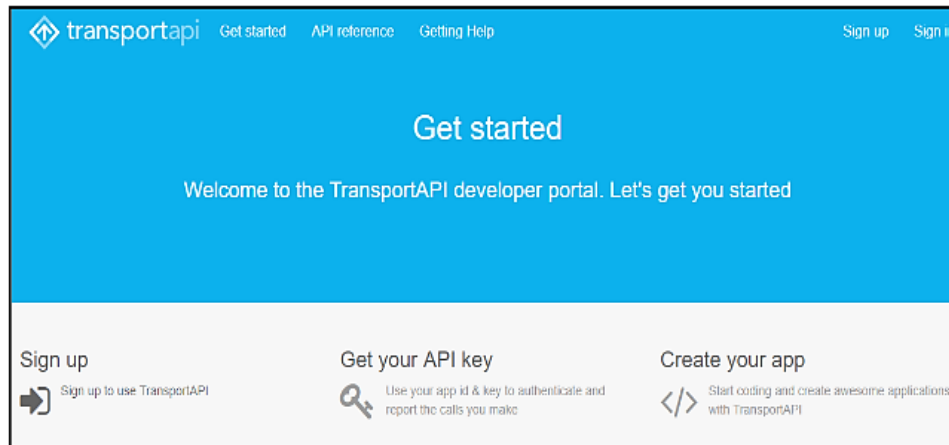 transportapi Get started API reference Getting Help Sign up Sign i
Get started
Welcome to the TransportAPI developer portal. Let's get you started
Sign up
Sign up to use TransportAPI
Get your API key
Use your app id & key to authenticate and
report the calls you make
Create your app
Start coding and create awesome applications
with TransportAPI